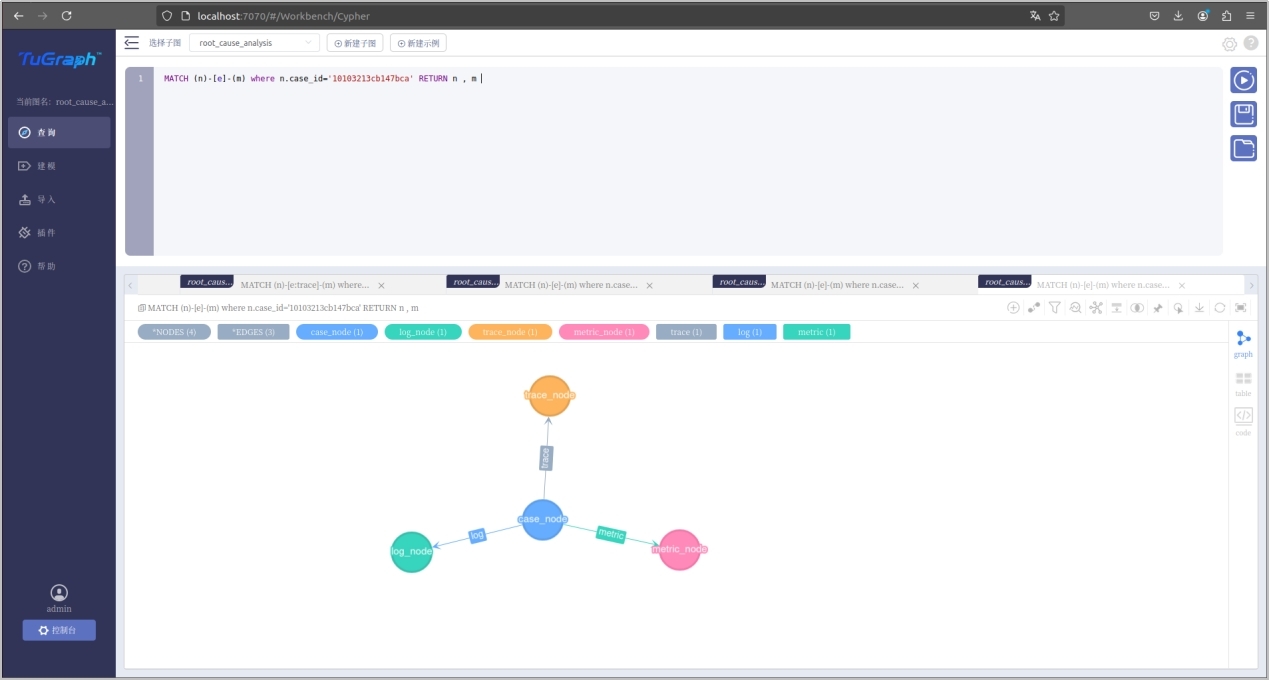 localhost:7070/#/Workbench/Cypher
TuGraph
选择子图 root_cause_analysis 新建子图 新建示例
当前图名: root_cause_a...
查询
建模
导入
插件
帮助
admin
控制台
1 MATCH (n)-[e]-(m) where n.case_id='10103213cb147bca' RETURN n , m
root_caus... MATCH (n)-[e:trace]-(m) where... × root_caus... MATCH (n)-[e]-(m) where n.case... × root_caus... MATCH (n)-[e]-(m) where n.case... × root_caus... MATCH (n)-[e]-(m) where n.case... ×
MATCH (n)-[e]-(m) where n.case_id='10103213cb147bca' RETURN n , m
*NODES (4) *EDGES (3) case_node (1) log_node (1) trace_node (1) metric_node (1) trace (1) log (1) metric (1)
graph
table
code
trace_node
trace
case_node
log
metric
log_node
metric_node